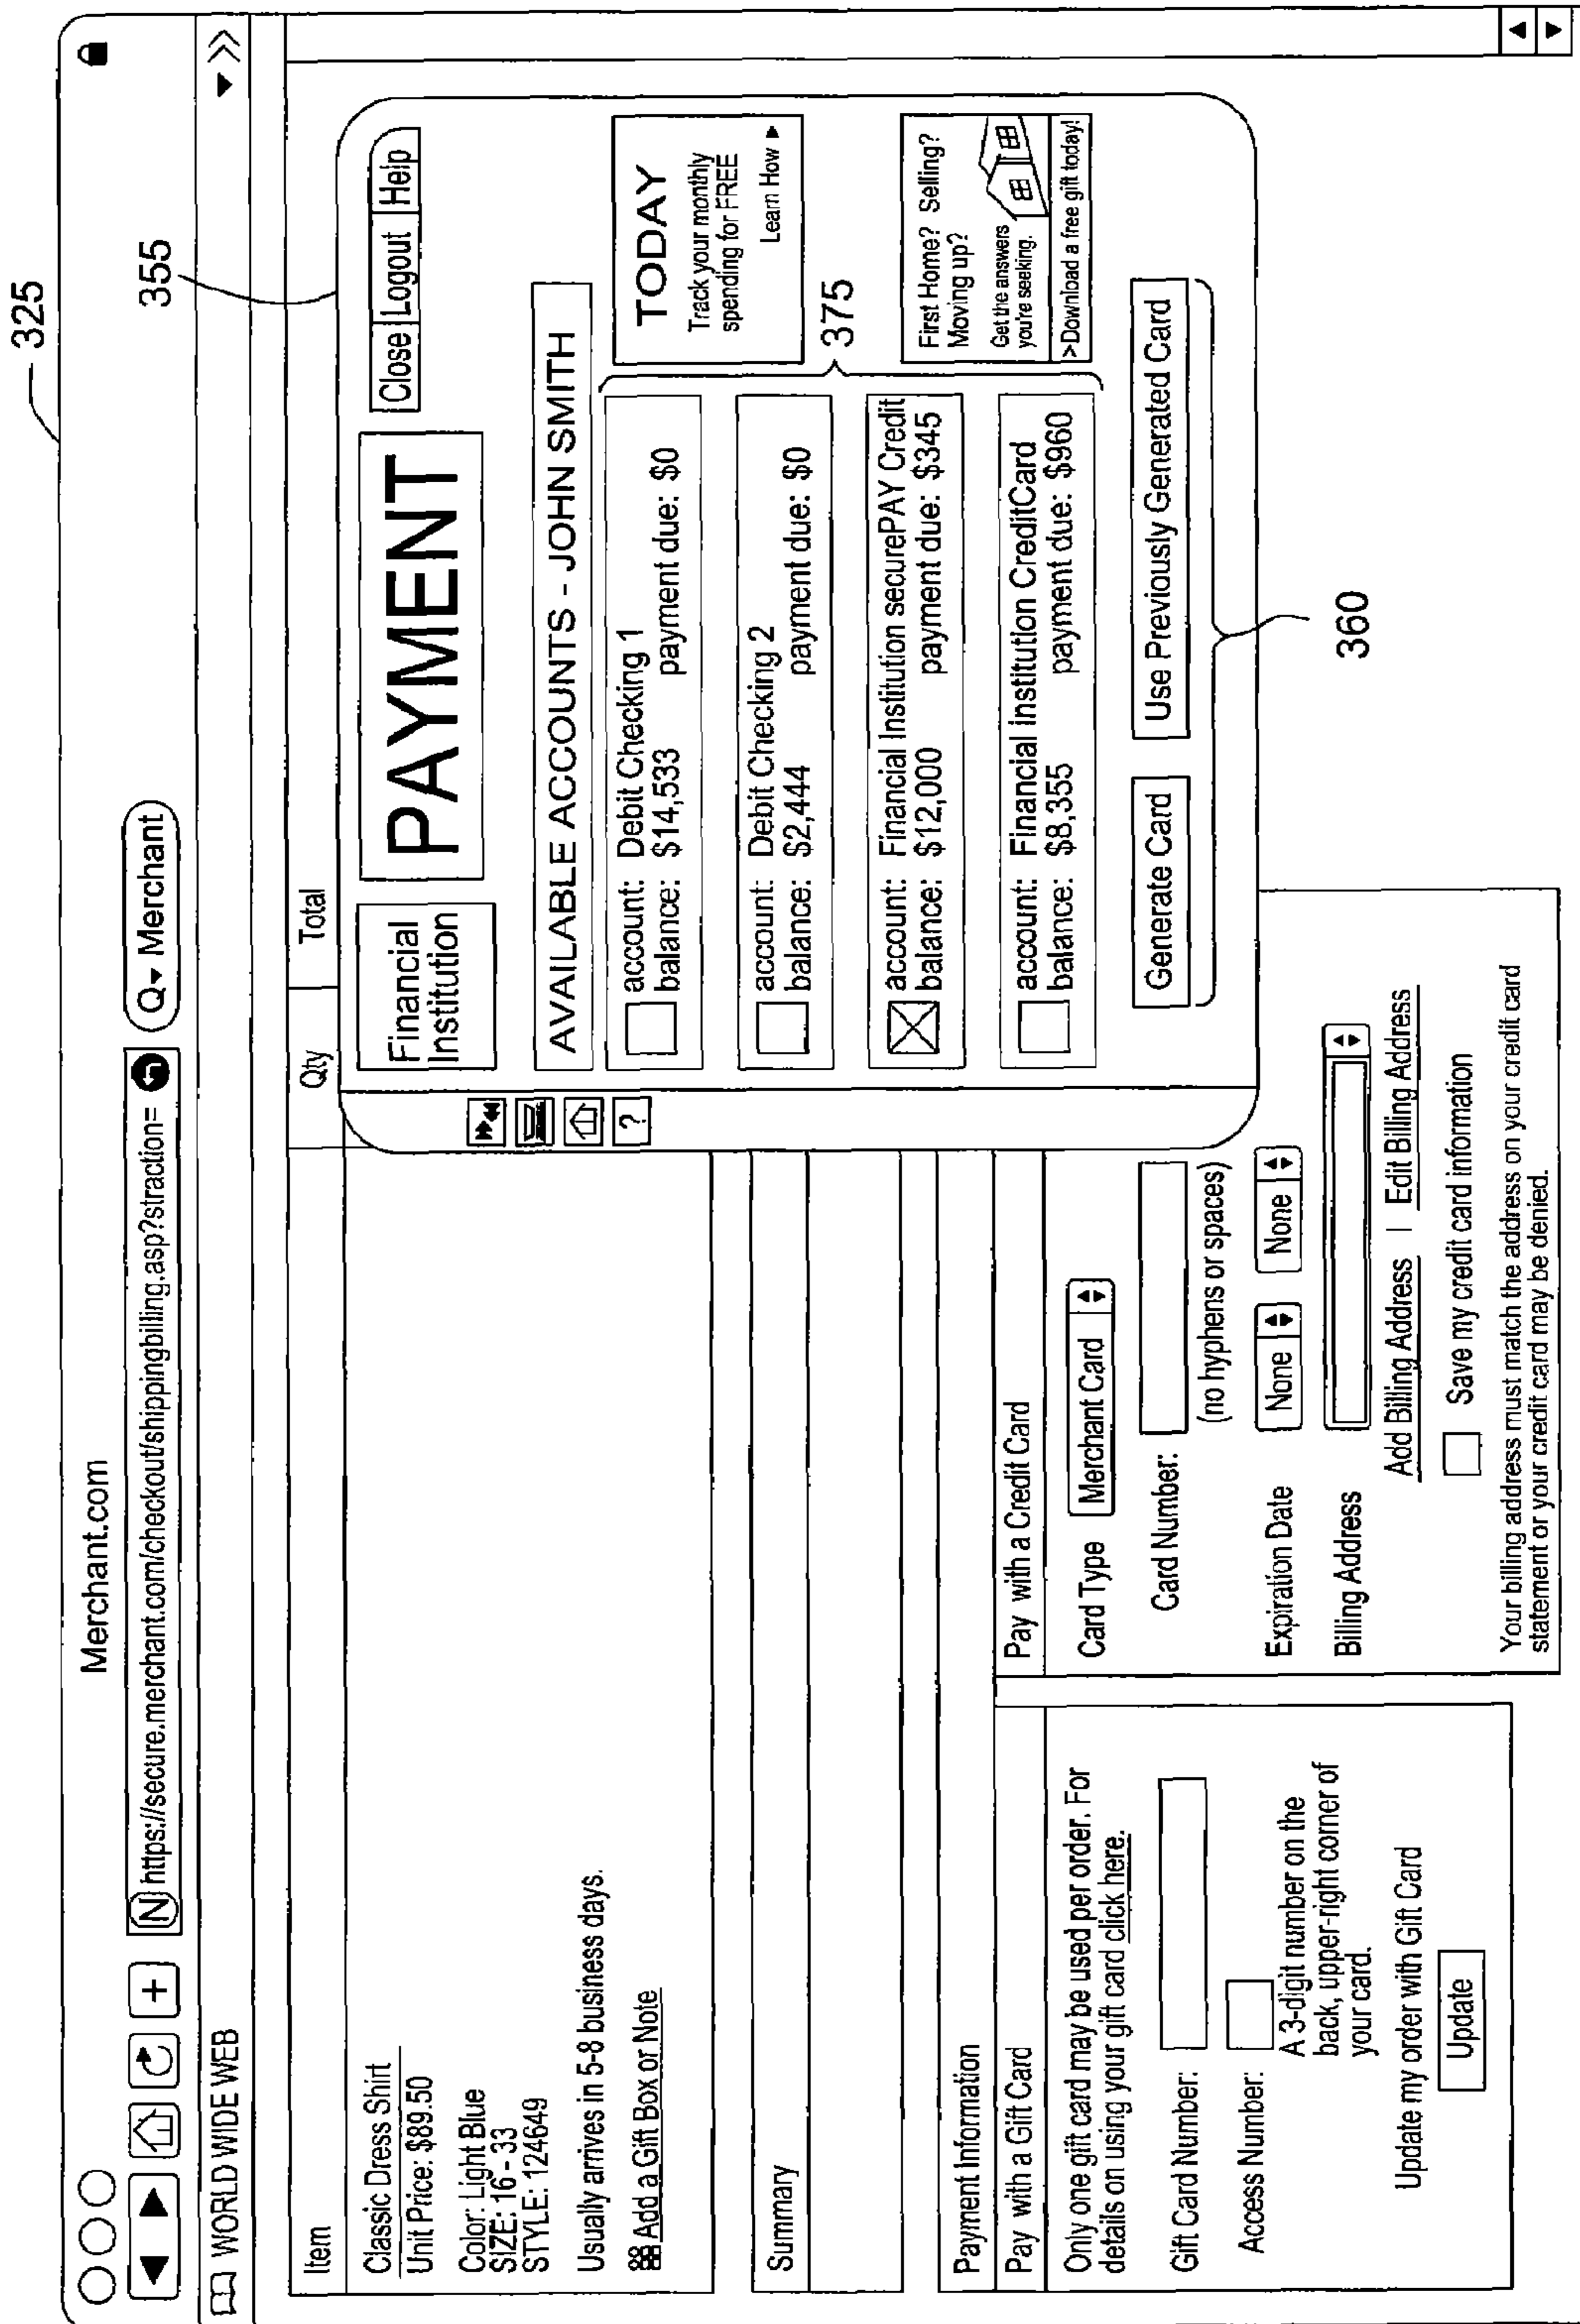 325
Merchant.com
N https://secure.merchant.com/checkout/shippingbilling.asp?straction=
Q Merchant
WORLD WIDE WEB
355
Item
Qty
Total
Classic Dress Shirt
Unit Price: $89.50
Color: Light Blue
SIZE: 16 - 33
STYLE: 124649
Usually arrives in 5-8 business days.
Add a Gift Box or Note
Summary
Payment Information
Pay with a Gift Card
Only one gift card may be used per order. For
details on using your gift card click here.
Gift Card Number:
Access Number:
A 3-digit number on the
back, upper-right corner of
your card.
Update my order with Gift Card
Update
Pay with a Credit Card
Card Type Merchant Card
Card Number:
(no hyphens or spaces)
Expiration Date None None
Billing Address
Add Billing Address | Edit Billing Address
Save my credit card information
Your billing address must match the address on your credit card
statement or your credit card may be denied.
Financial
Institution
PAYMENT
Close Logout Help
?
AVAILABLE ACCOUNTS - JOHN SMITH
account: Debit Checking 1
balance: $14,533 payment due: $0
account: Debit Checking 2
balance: $2,444 payment due: $0
account: Financial Institution securePAY Credit
balance: $12,000 payment due: $345
account: Financial Institution CreditCard
balance: $8,355 payment due: $960
Generate Card
Use Previously Generated Card
TODAY
Track your monthly
spending for FREE
Learn How ►
375
First Home? Selling?
Moving up?
Get the answers
you're seeking.
>Download a free gift today!
360